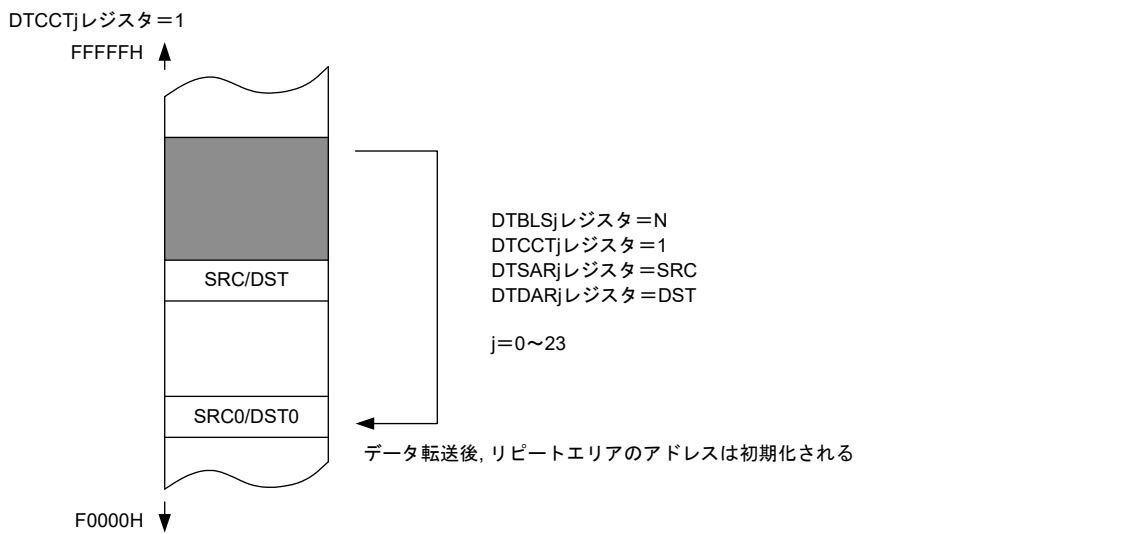 DTCCTjレジスタ＝1
FFFFFH
SRC/DST
DTBLSjレジスタ＝N
DTCCTjレジスタ＝1
DTSARjレジスタ＝SRC
DTDARjレジスタ＝DST
j＝0～23
SRC0/DST0
データ転送後, リピートエリアのアドレスは初期化される
F0000H